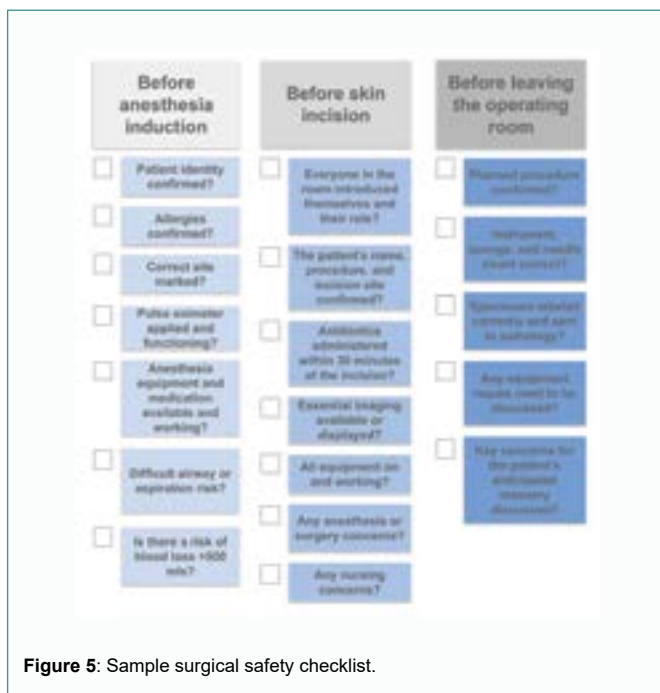 Before
anesthesia
induction
Patient identity
confirmed?
Allergies
confirmed?
Correct site
marked?
Pulse oximeter
applied and
functioning?
Anesthesia
equipment and
medication
available and
working?
Difficult airway or
aspiration risk?
Is there a risk of
blood loss >500
mls?
Before skin
incision
Everyone in the
room introduced
themselves and
their role?
The patient's name,
procedure, and
incision site
confirmed?
Antibiotics
administered
within 30 minutes
of the incision?
Essential imaging
available or
displayed?
All equipment on
and working?
Any anesthesia or
surgery concerns?
Any nursing
concerns?
Before leaving
the operating
room
Planned procedure
confirmed?
Instrument,
sponge, and needle
count correct?
Specimens labeled
correctly and sent
to pathology?
Any equipment
issues need to be
discussed?
Key concerns for
the patient's
anticipated
recovery
discussed?
Figure 5: Sample surgical safety checklist.